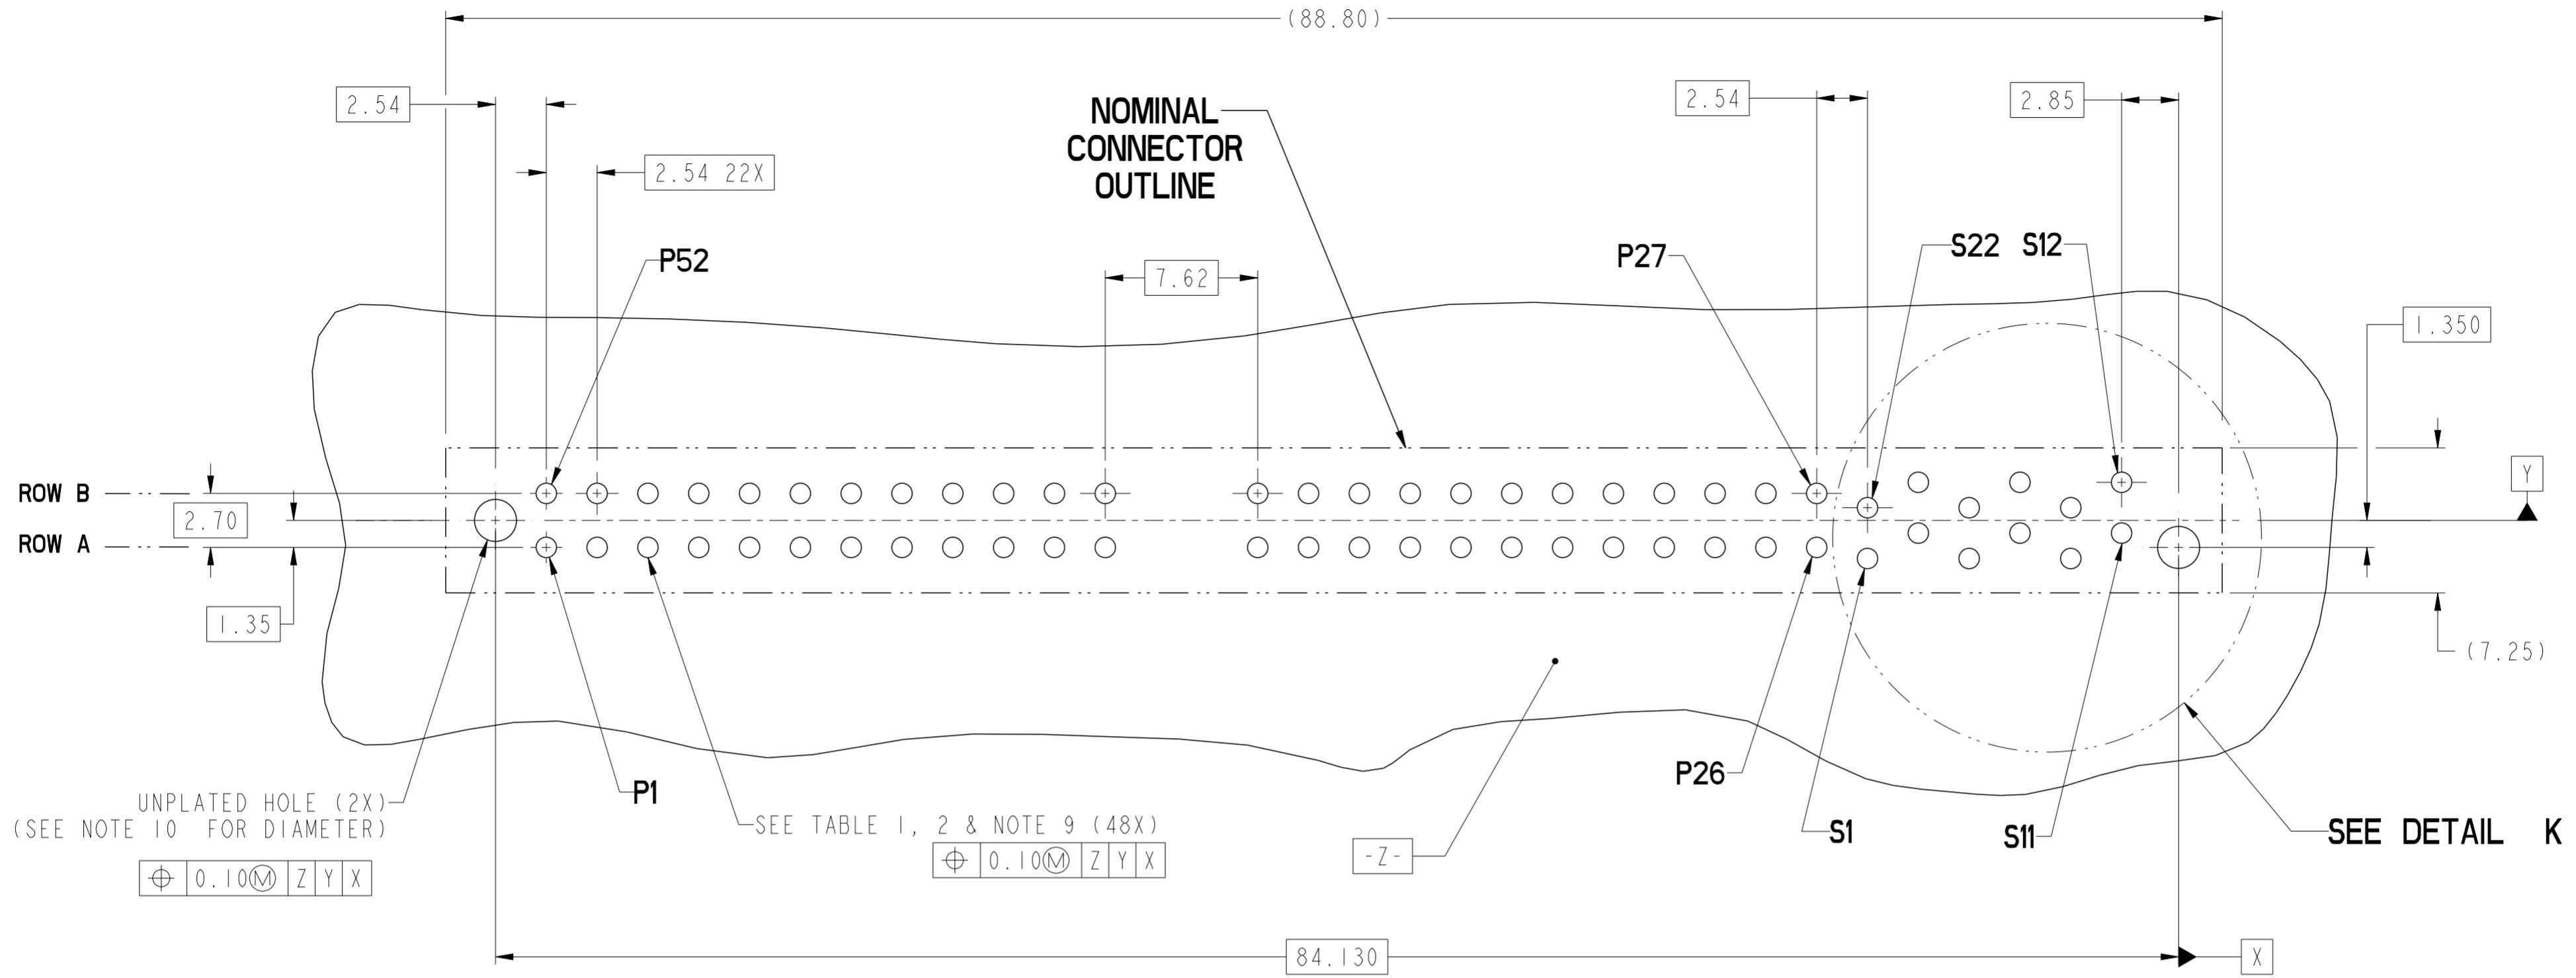 (88.80)
2.54
2.54 22X
NOMINAL
CONNECTOR
OUTLINE
2.54
2.85
P52
7.62
P27
S22
S12
1.350
Y
ROW B
2.70
ROW A
1.35
(7.25)
P1
P26
S1
S11
UNPLATED HOLE (2X)
(SEE NOTE 10 FOR DIAMETER)
⌖ 0.10Ⓜ Z Y X
SEE TABLE 1, 2 & NOTE 9 (48X)
⌖ 0.10Ⓜ Z Y X
-Z-
SEE DETAIL K
84.130
X